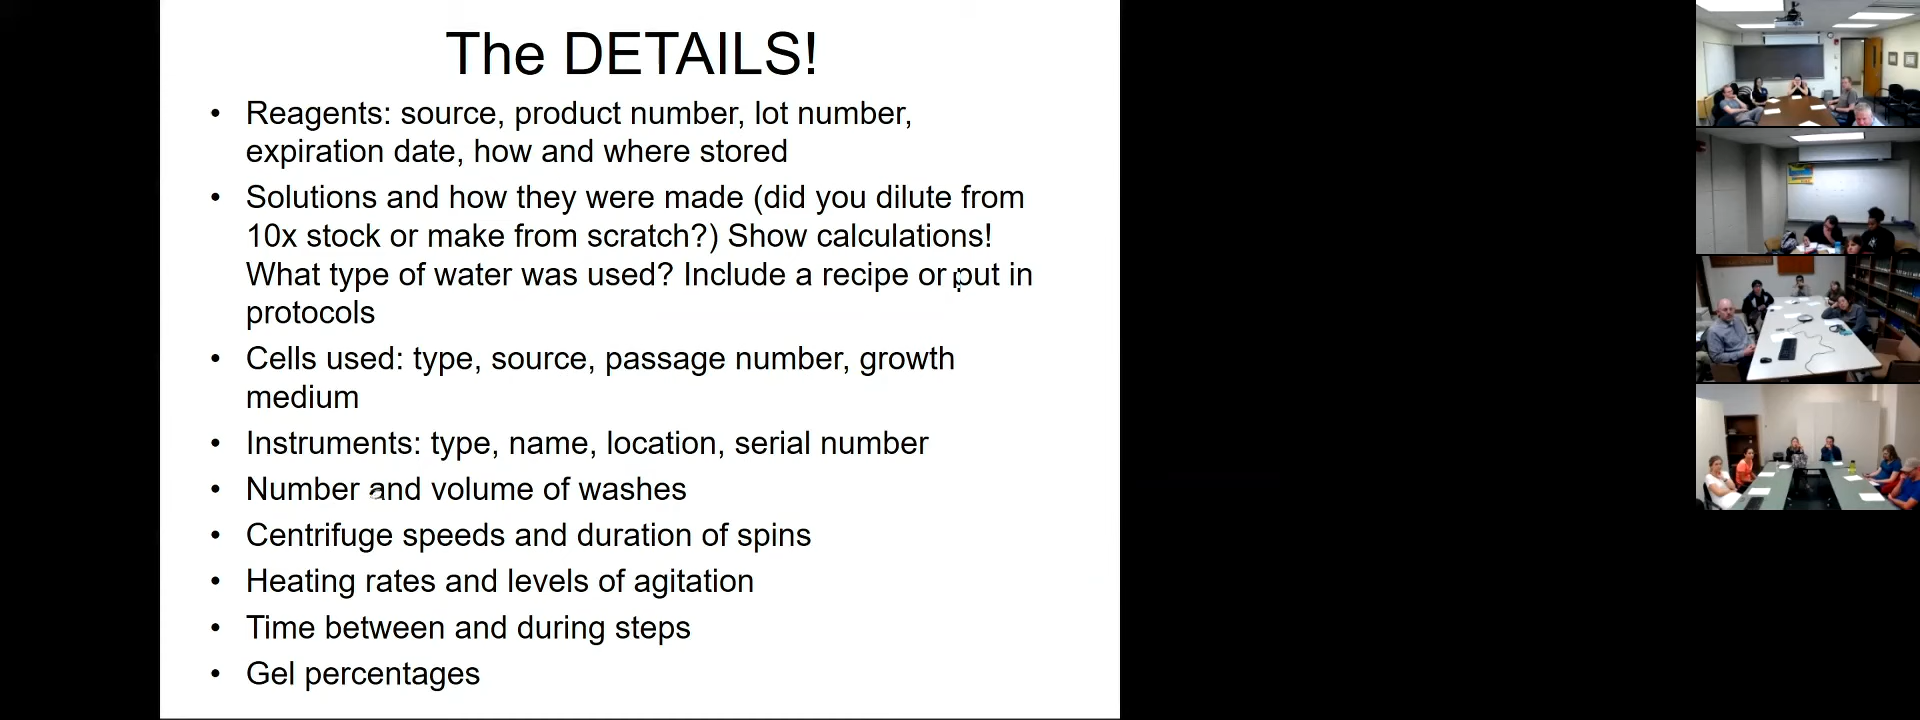 The DETAILS!
• Reagents: source, product number, lot number,
expiration date, how and where stored
• Solutions and how they were made (did you dilute from
10x stock or make from scratch?) Show calculations!
What type of water was used? Include a recipe or put in
protocols
• Cells used: type, source, passage number, growth
medium
• Instruments: type, name, location, serial number
• Number and volume of washes
• Centrifuge speeds and duration of spins
• Heating rates and levels of agitation
• Time between and during steps
• Gel percentages